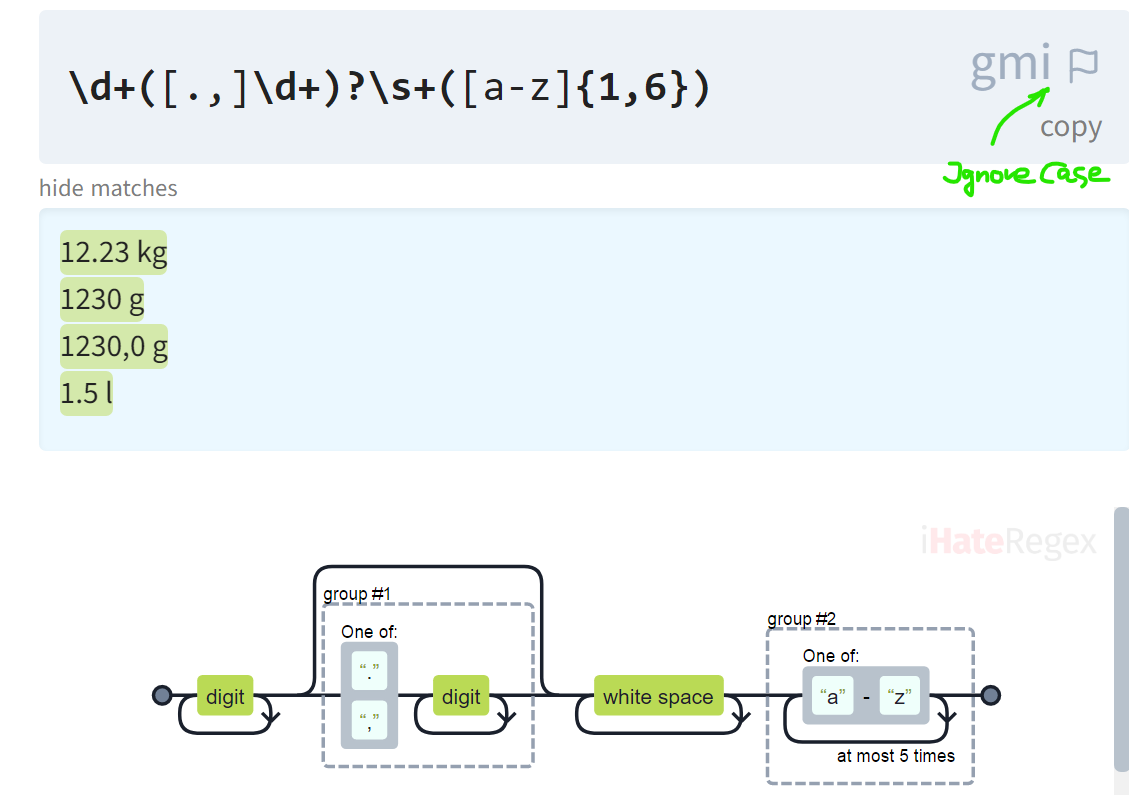 \d+([.,]\d+)?\s+([a-z]{1,6})
gmi
copy
Ignore Case
hide matches
12.23 kg
1230 g
1230,0 g
1.5 l
iHateRegex
group #1
group #2
One of:
One of:
“.”
digit
digit
white space
“a” - “z”
“,”
at most 5 times